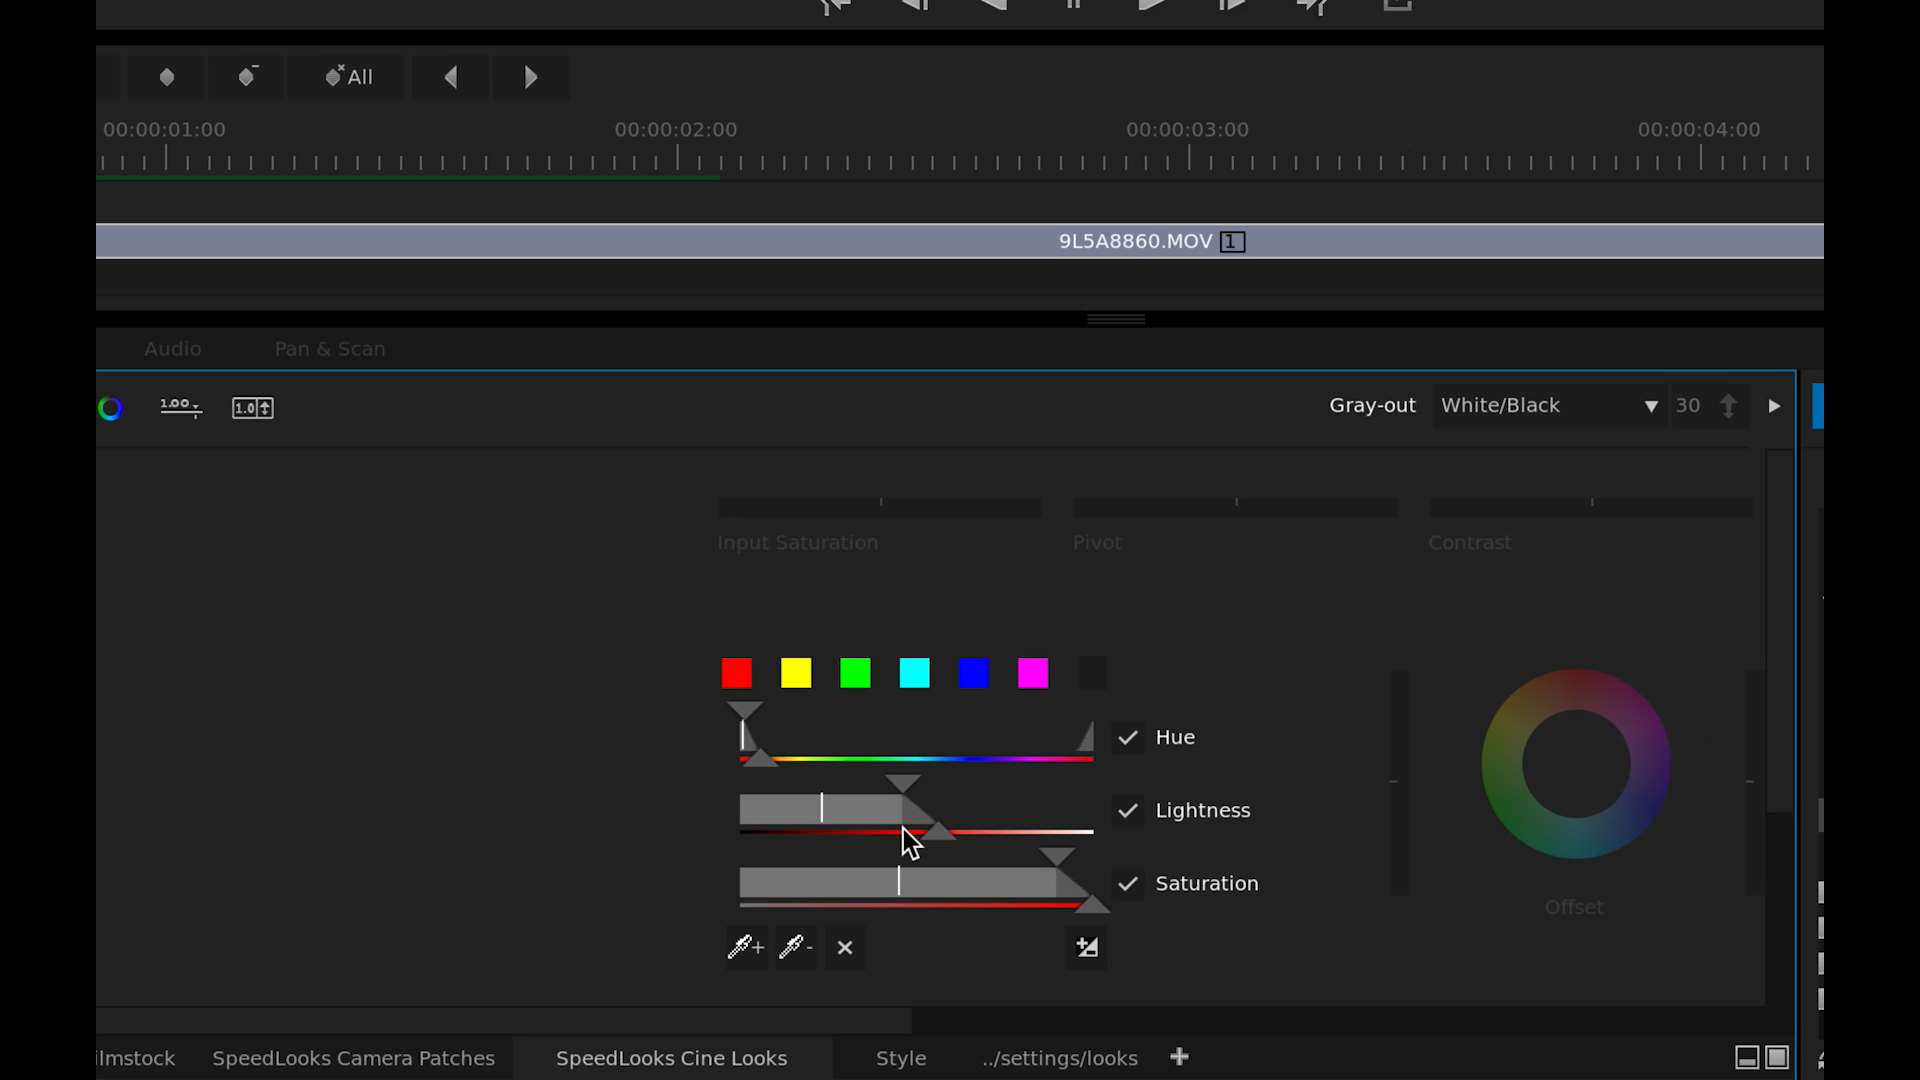 All
00:00:01:00 00:00:02:00 00:00:03:00 00:00:04:00
9L5A8860.MOV 1
Audio Pan & Scan
1.00 1.0 Gray-out White/Black 30
Input Saturation Pivot Contrast
Hue
Lightness
Saturation
Offset
ilmstock SpeedLooks Camera Patches SpeedLooks Cine Looks Style ../settings/looks +